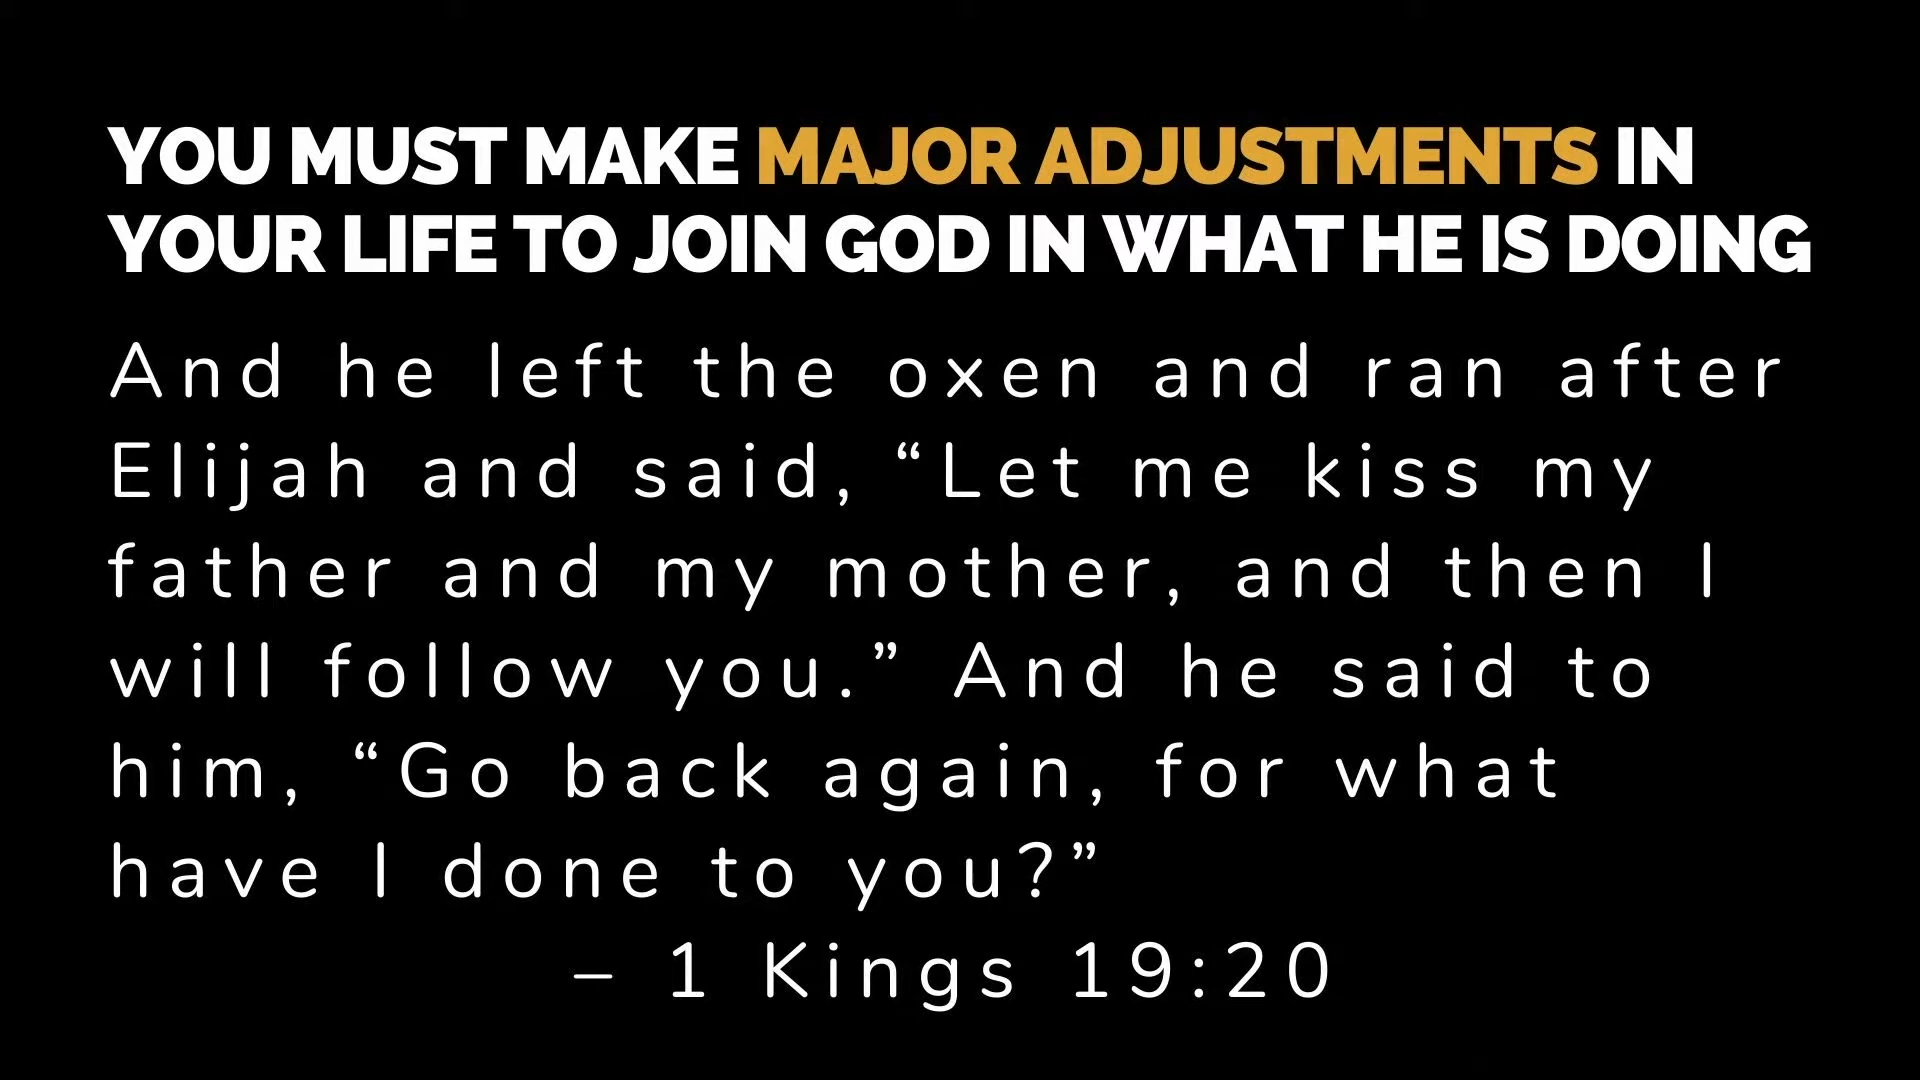 YOU MUST MAKE MAJOR ADJUSTMENTS IN
YOUR LIFE TO JOIN GOD IN WHAT HE IS DOING
And he left the oxen and ran after
Elijah and said, “Let me kiss my
father and my mother, and then I
will follow you.” And he said to
him, “Go back again, for what
have I done to you?”
– 1 Kings 19:20